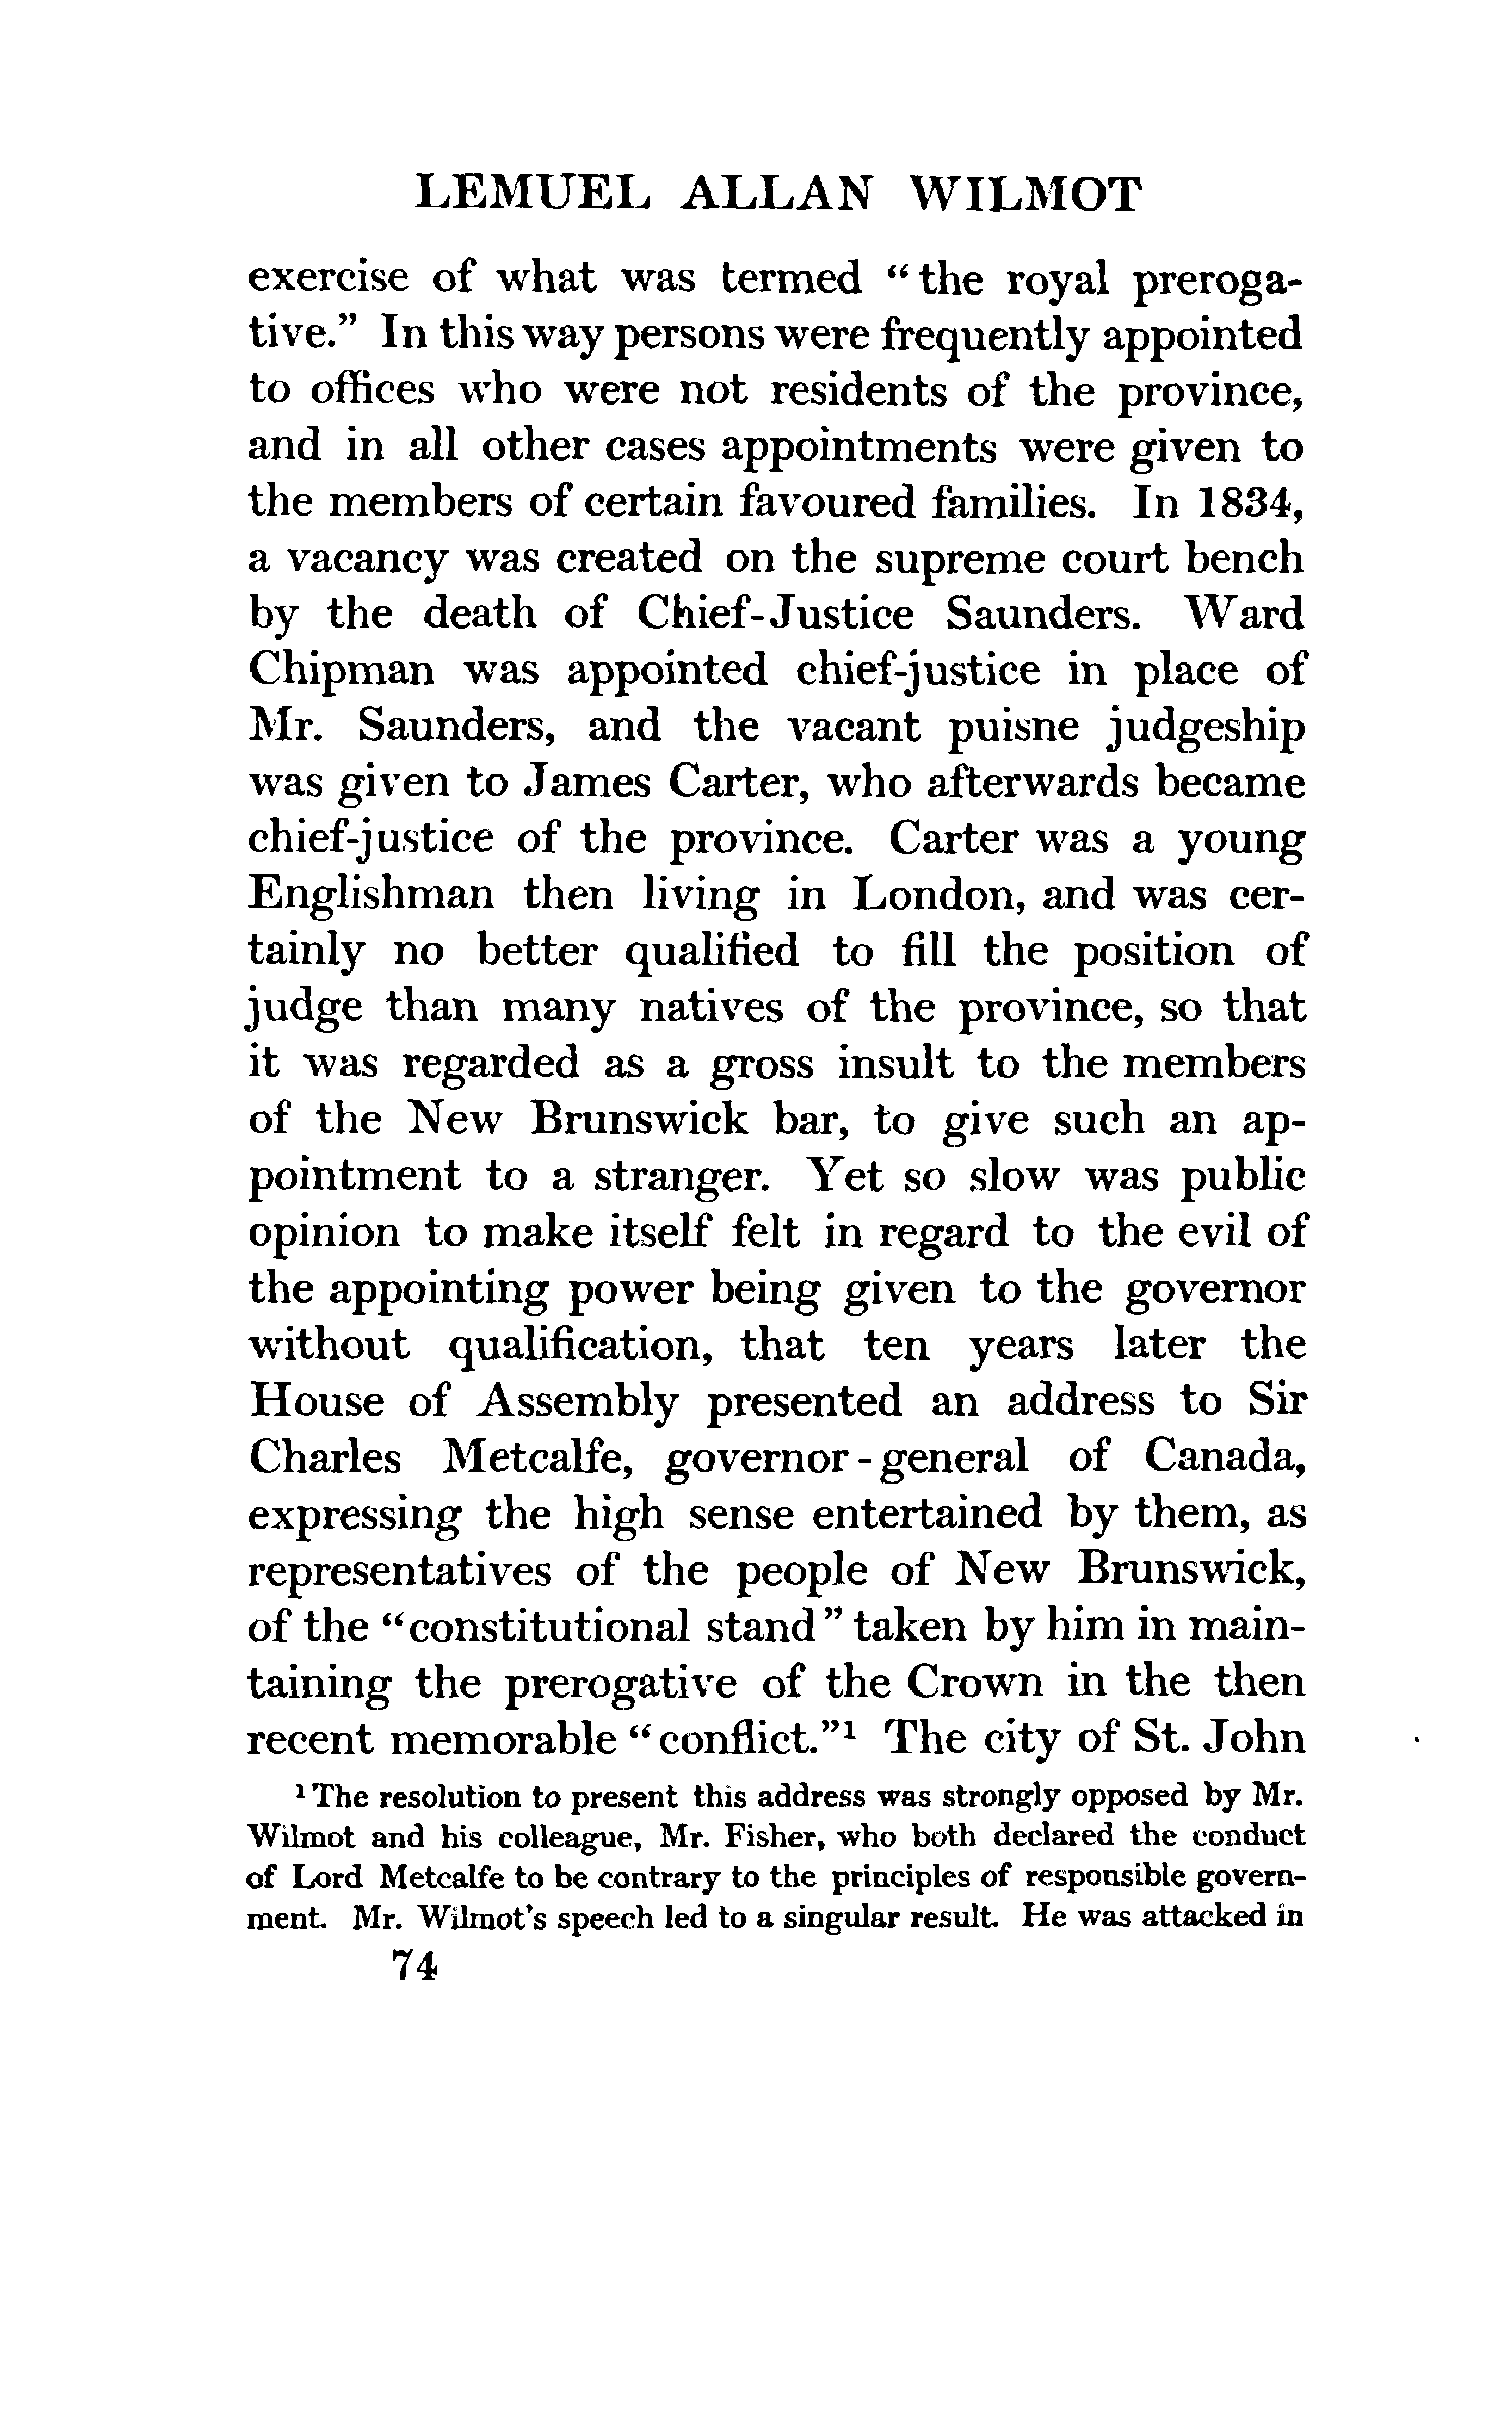 LEMUEL ALLAN WILMOT
exercise of what was termed “the royal preroga-
tive.” In this way persons were frequently appointed
to offices who were not residents of the province,
and in all other cases appointments were given to
the members of certain favoured families. In 1834,
a vacancy was created on the supreme court bench
by the death of Chief-Justice Saunders. Ward
Chipman was appointed chief-justice in place of
Mr. Saunders, and the vacant puisne judgeship
was given to James Carter, who afterwards became
chief-justice of the province. Carter was a young
Englishman then living in London, and was cer-
tainly no better qualified to fill the position of
judge than many natives of the province, so that
it was regarded as a gross insult to the members
of the New Brunswick bar, to give such an ap-
pointment to a stranger. Yet so slow was public
opinion to make itself felt in regard to the evil of
the appointing power being given to the governor
without qualification, that ten years later the
House of Assembly presented an address to Sir
Charles Metcalfe, governor-general of Canada,
expressing the high sense entertained by them, as
representatives of the people of New Brunswick,
of the “constitutional stand” taken by him in main-
taining the prerogative of the Crown in the then
recent memorable “conflict.”¹ The city of St. John
¹ The resolution to present this address was strongly opposed by Mr.
Wilmot and his colleague, Mr. Fisher, who both declared the conduct
of Lord Metcalfe to be contrary to the principles of responsible govern-
ment. Mr. Wilmot's speech led to a singular result. He was attacked in
74